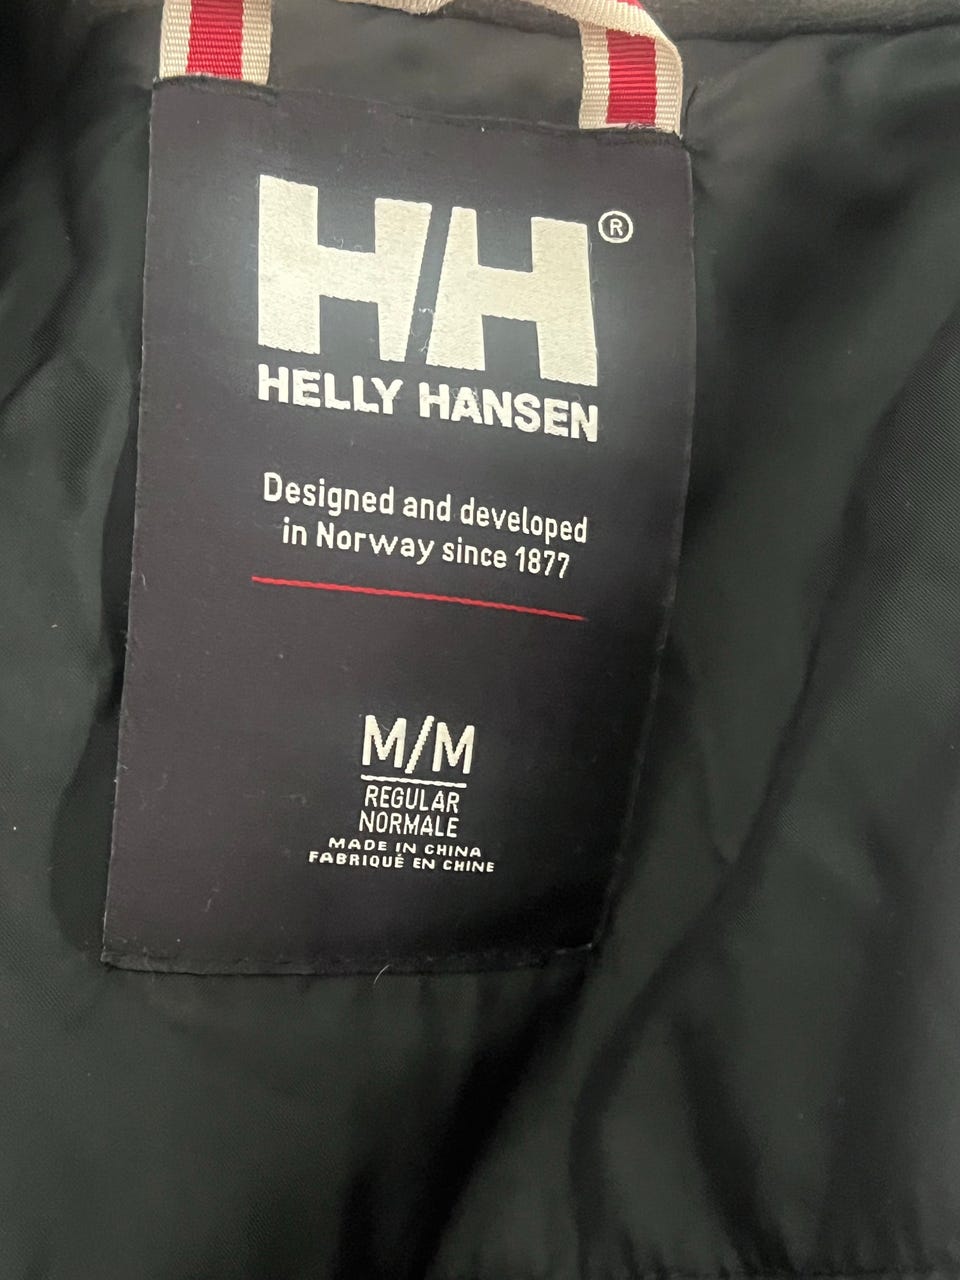 HH®
HELLY HANSEN
Designed and developed
in Norway since 1877
M/M
REGULAR
NORMALE
MADE IN CHINA
FABRIQUÉ EN CHINE